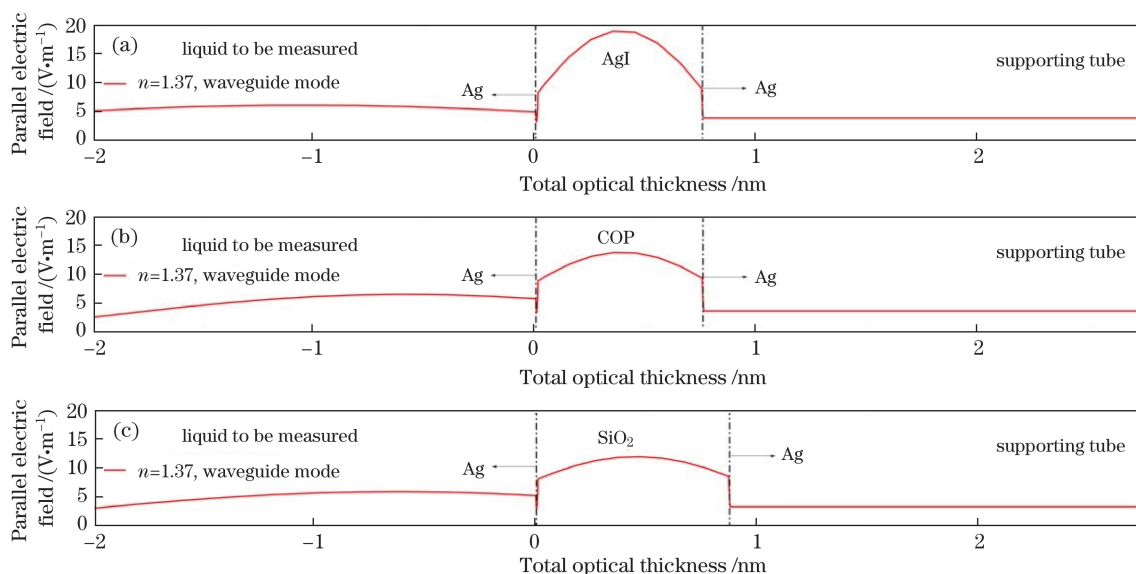 (a)
Parallel electric
field /(V•m⁻¹)
20
15
10
5
0
liquid to be measured
n=1.37, waveguide mode
Ag
AgI
Ag
supporting tube
−2
−1
0
1
2
Total optical thickness /nm
(b)
Parallel electric
field /(V•m⁻¹)
20
15
10
5
0
liquid to be measured
n=1.37, waveguide mode
Ag
COP
Ag
supporting tube
−2
−1
0
1
2
Total optical thickness /nm
(c)
Parallel electric
field /(V•m⁻¹)
20
15
10
5
0
liquid to be measured
n=1.37, waveguide mode
Ag
SiO₂
Ag
supporting tube
−2
−1
0
1
2
Total optical thickness /nm